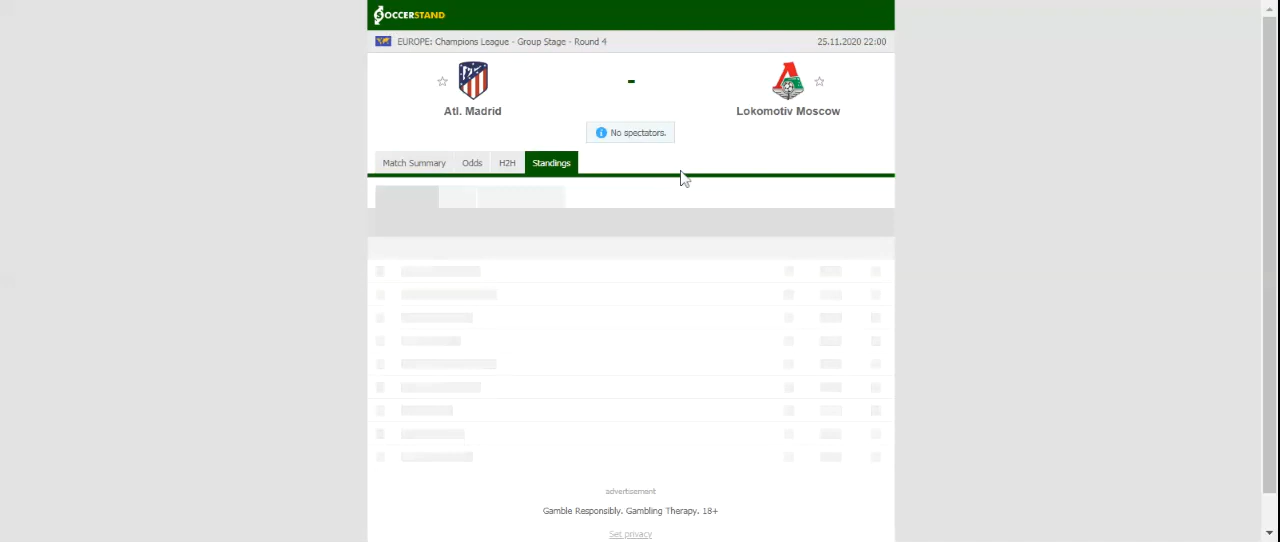 SOCCERSTAND
EUROPE: Champions League - Group Stage - Round 4
25.11.2020 22:00
-
Atl. Madrid
Lokomotiv Moscow
No spectators.
Match Summary
Odds
H2H
Standings
advertisement
Gamble Responsibly. Gambling Therapy. 18+
Set privacy